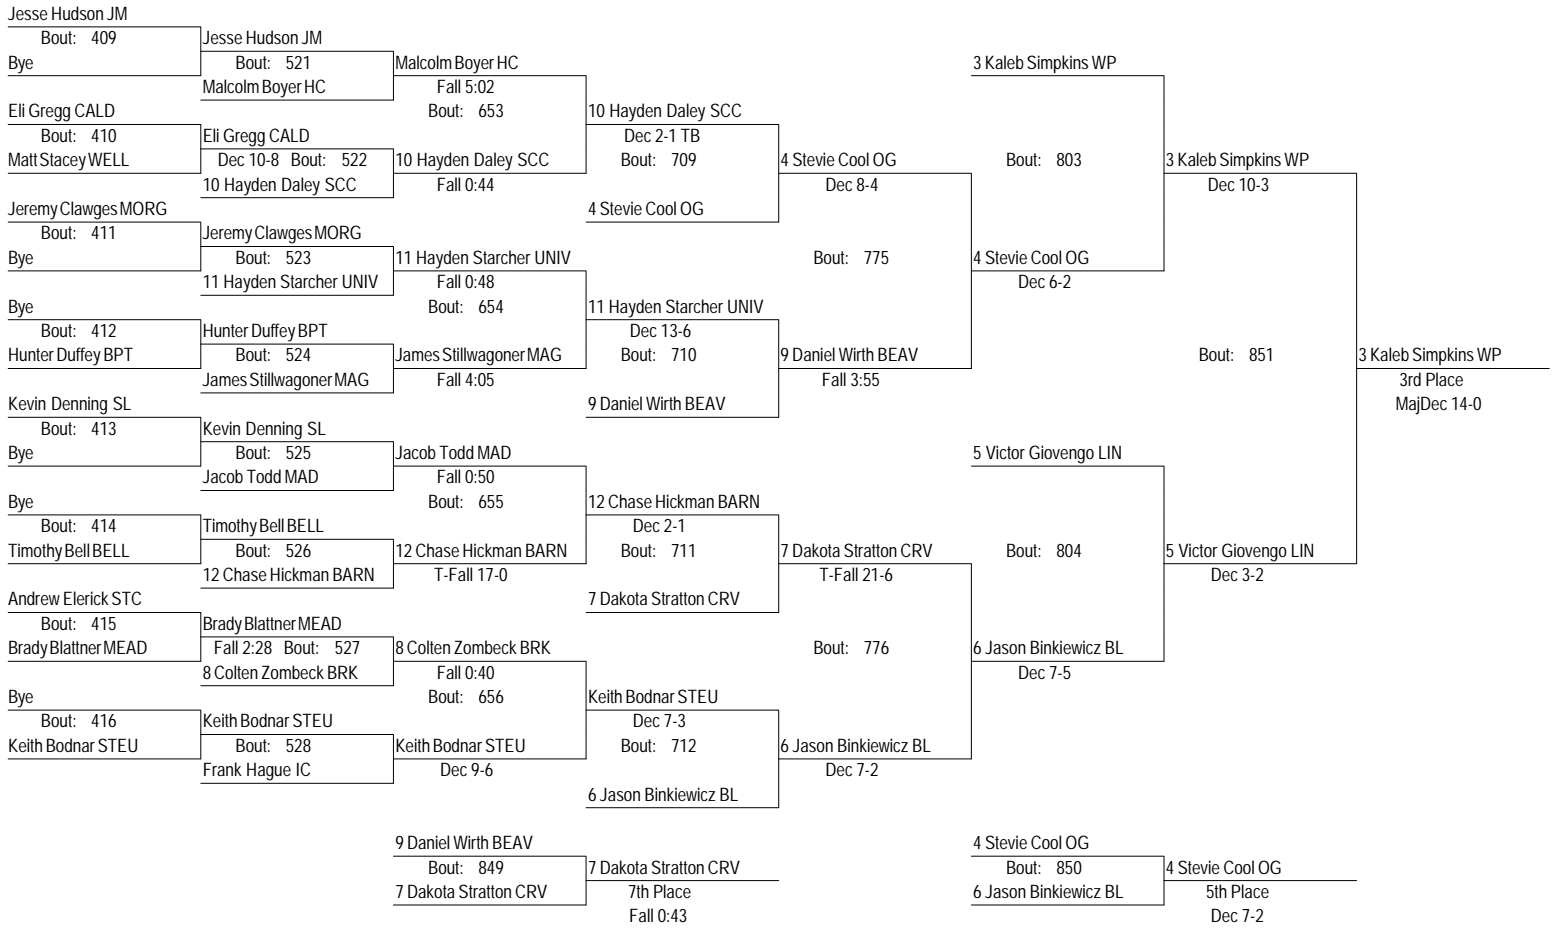 Jesse Hudson JM
Bout: 409
Bye
Jesse Hudson JM
Bout: 521
Malcolm Boyer HC
Malcolm Boyer HC
Fall 5:02
Bout: 653
Eli Gregg CALD
Bout: 410
Matt Stacey WELL
Eli Gregg CALD
Dec 10-8 Bout: 522
10 Hayden Daley SCC
10 Hayden Daley SCC
Fall 0:44
10 Hayden Daley SCC
Dec 2-1 TB
Bout: 709
4 Stevie Cool OG
Jeremy Clawges MORG
Bout: 411
Bye
Jeremy Clawges MORG
Bout: 523
11 Hayden Starcher UNIV
11 Hayden Starcher UNIV
Fall 0:48
Bout: 654
Bye
Bout: 412
Hunter Duffey BPT
Hunter Duffey BPT
Bout: 524
James Stillwagoner MAG
James Stillwagoner MAG
Fall 4:05
11 Hayden Starcher UNIV
Dec 13-6
Bout: 710
9 Daniel Wirth BEAV
4 Stevie Cool OG
Dec 8-4
Bout: 775
9 Daniel Wirth BEAV
Fall 3:55
Kevin Denning SL
Bout: 413
Bye
Kevin Denning SL
Bout: 525
Jacob Todd MAD
Jacob Todd MAD
Fall 0:50
Bout: 655
Bye
Bout: 414
Timothy Bell BELL
Timothy Bell BELL
Bout: 526
12 Chase Hickman BARN
12 Chase Hickman BARN
T-Fall 17-0
12 Chase Hickman BARN
Dec 2-1
Bout: 711
7 Dakota Stratton CRV
Andrew Elerick STC
Bout: 415
Brady Blattner MEAD
Brady Blattner MEAD
Fall 2:28 Bout: 527
8 Colten Zombeck BRK
8 Colten Zombeck BRK
Fall 0:40
Bout: 656
Bye
Bout: 416
Keith Bodnar STEU
Keith Bodnar STEU
Bout: 528
Frank Hague IC
Keith Bodnar STEU
Dec 9-6
Keith Bodnar STEU
Dec 7-3
Bout: 712
6 Jason Binkiewicz BL
7 Dakota Stratton CRV
T-Fall 21-6
Bout: 776
6 Jason Binkiewicz BL
Dec 7-2
3 Kaleb Simpkins WP
Bout: 803
4 Stevie Cool OG
Dec 6-2
3 Kaleb Simpkins WP
Dec 10-3
Bout: 851
5 Victor Giovengo LIN
Bout: 804
6 Jason Binkiewicz BL
Dec 7-5
5 Victor Giovengo LIN
Dec 3-2
3 Kaleb Simpkins WP
3rd Place
MajDec 14-0
9 Daniel Wirth BEAV
Bout: 849
7 Dakota Stratton CRV
7 Dakota Stratton CRV
7th Place
Fall 0:43
4 Stevie Cool OG
Bout: 850
6 Jason Binkiewicz BL
4 Stevie Cool OG
5th Place
Dec 7-2